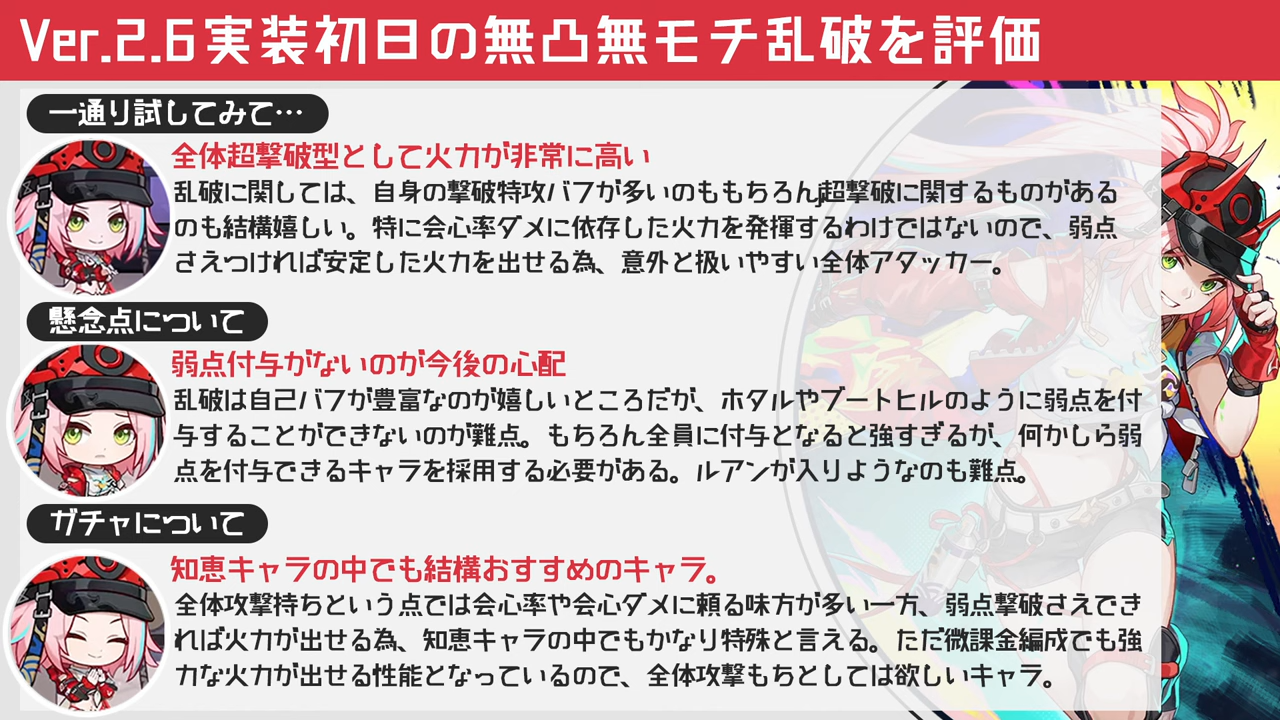 Ver.2.6実装初日の無凸無モチ乱破を評価
一通り試してみて…
全体超撃破型として火力が非常に高い
乱破に関しては、自身の撃破特攻バフが多いのももちろん超撃破に関するものがある
のも結構嬉しい。特に会心率ダメに依存した火力を発揮するわけではないので、弱点
さえつければ安定した火力を出せる為、意外と扱いやすい全体アタッカー。
懸念点について
弱点付与がないのが今後の心配
乱破は自己バフが豊富なのが嬉しいところだが、ホタルやブートヒルのように弱点を付
与することができないのが難点。もちろん全員に付与となると強すぎるが、何かしら弱
点を付与できるキャラを採用する必要がある。ルアンが入りようなのも難点。
ガチャについて
知恵キャラの中でも結構おすすめのキャラ。
全体攻撃持ちという点では会心率や会心ダメに頼る味方が多い一方、弱点撃破さえでき
れば火力が出せる為、知恵キャラの中でもかなり特殊と言える。ただ微課金編成でも強
力な火力が出せる性能となっているので、全体攻撃もちとしては欲しいキャラ。